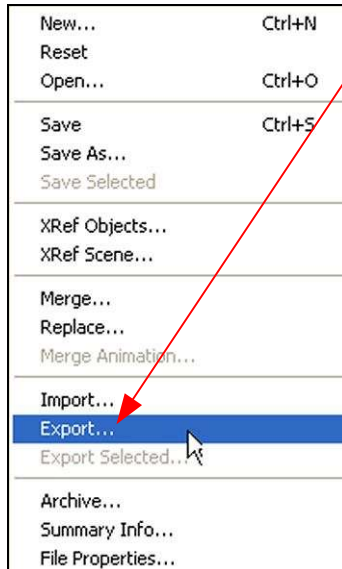 New... Ctrl+N
Reset
Open... Ctrl+O
Save Ctrl+S
Save As...
Save Selected
XRef Objects...
XRef Scene...
Merge...
Replace...
Merge Animation...
Import...
Export...
Export Selected...
Archive...
Summary Info...
File Properties...